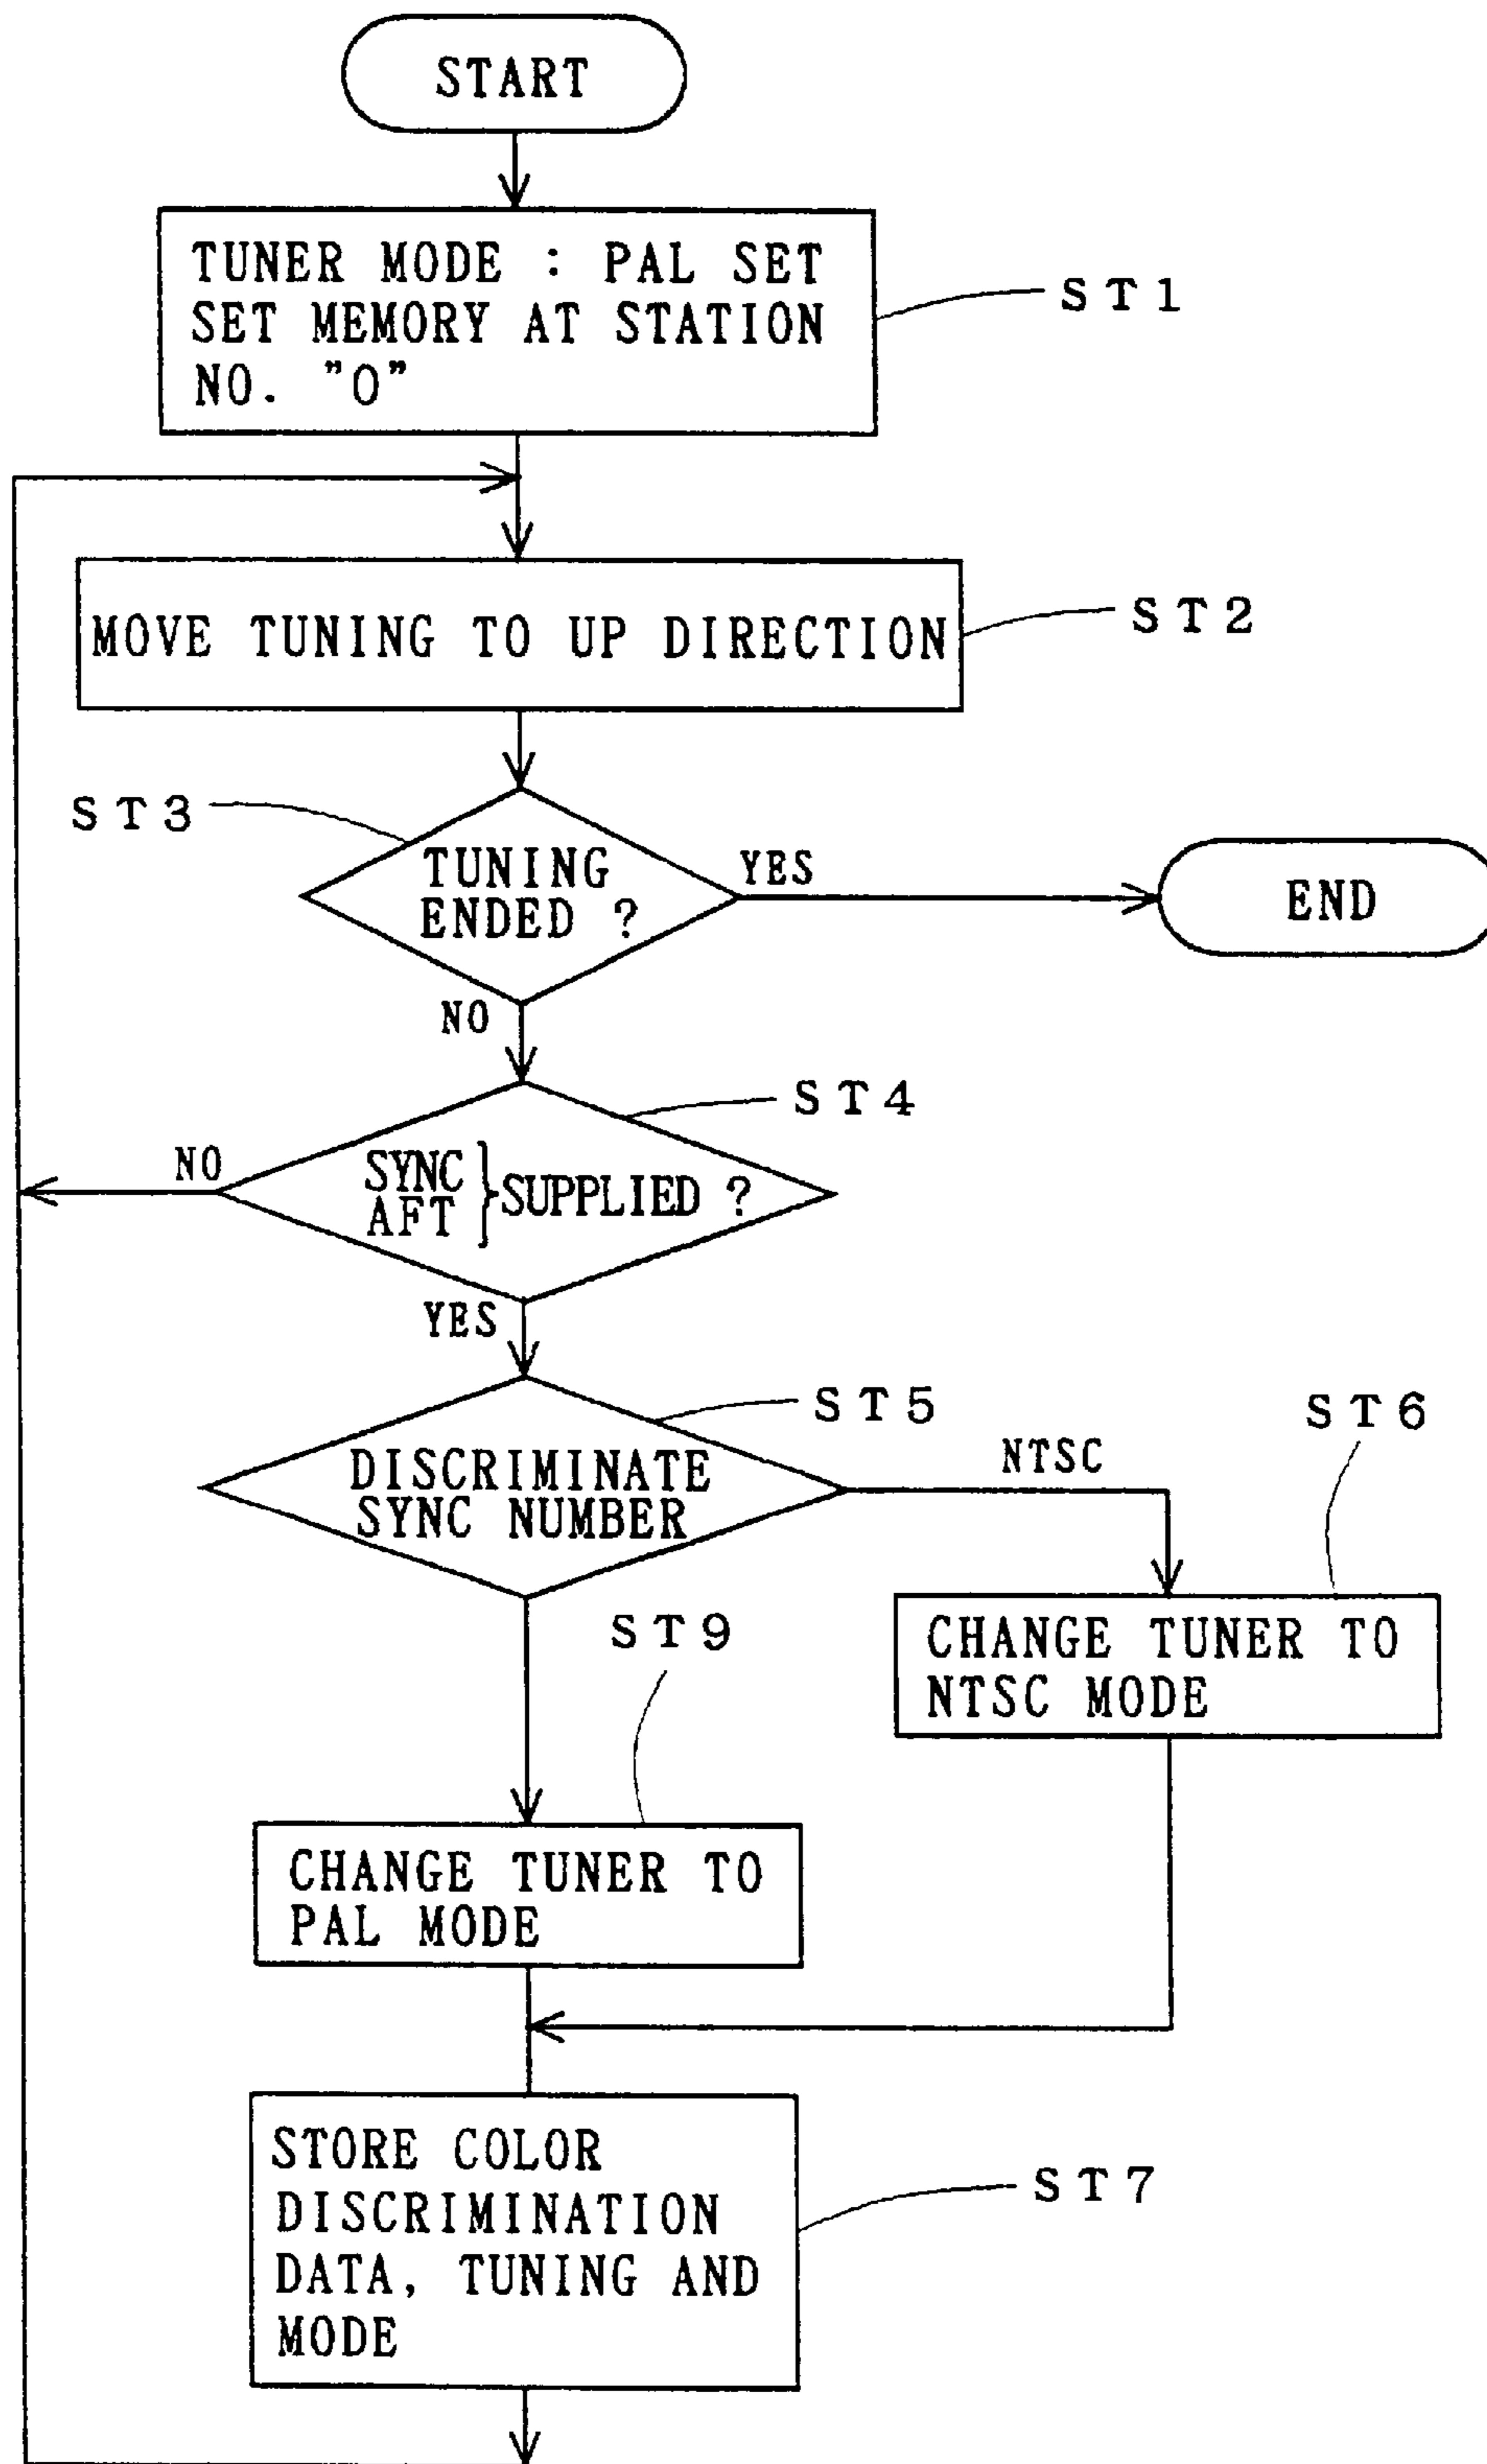 START
TUNER MODE : PAL SET
SET MEMORY AT STATION
NO. "0"
ST1
MOVE TUNING TO UP DIRECTION
ST2
ST3
TUNING
ENDED ?
YES
END
NO
ST4
NO
SYNC
AFT
} SUPPLIED ?
YES
ST5
DISCRIMINATE
SYNC NUMBER
NTSC
ST6
ST9
CHANGE TUNER TO
NTSC MODE
CHANGE TUNER TO
PAL MODE
STORE COLOR
DISCRIMINATION
DATA, TUNING AND
MODE
ST7